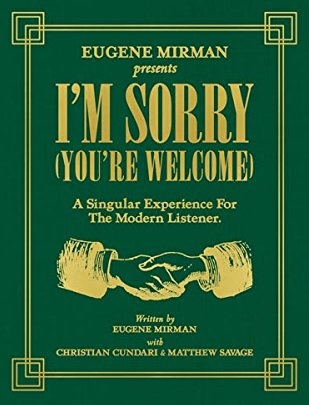 EUGENE MIRMAN
presents
I'M SORRY
(YOU'RE WELCOME)
A Singular Experience For
The Modern Listener.
Written by
EUGENE MIRMAN
with
CHRISTIAN CUNDARI & MATTHEW SAVAGE